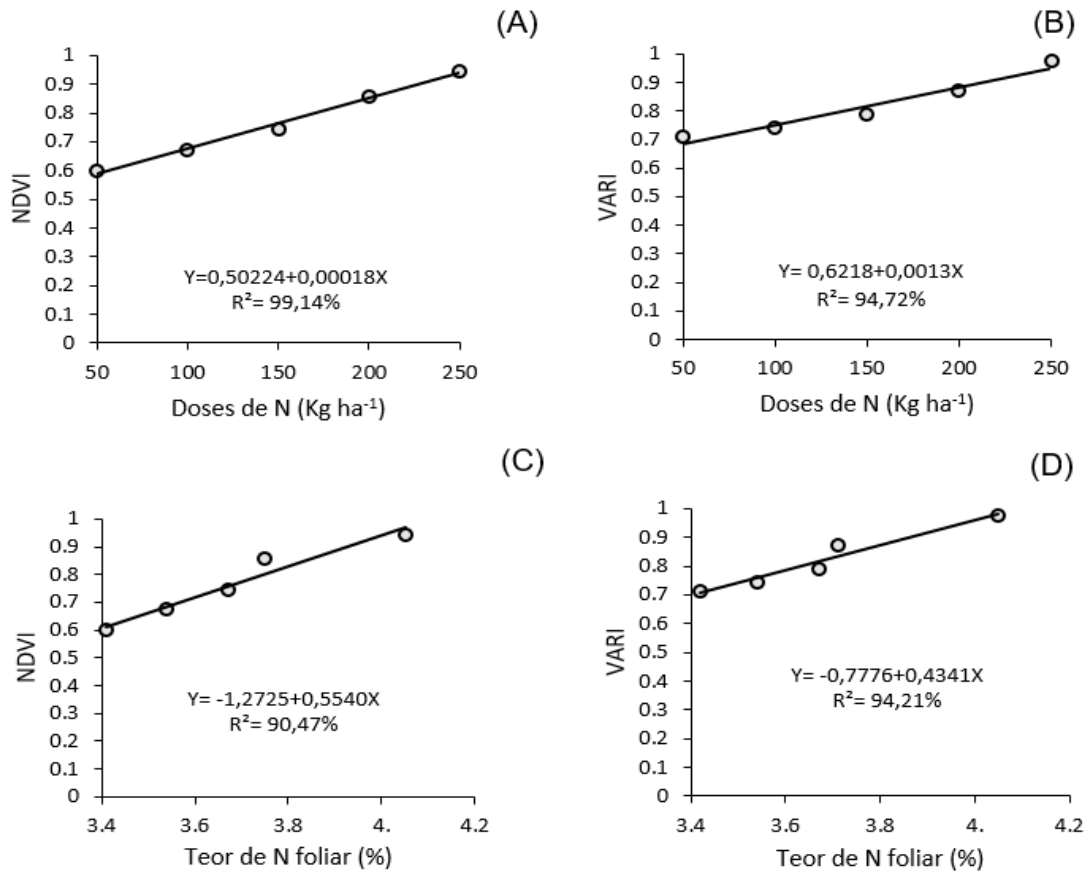 (A)
1
0.9
0.8
0.7
0.6
0.5
0.4
0.3
0.2
0.1
0
NDVI
Y=0,50224+0,00018X
R²= 99,14%
50 100 150 200 250
Doses de N (Kg ha⁻¹)
(B)
1
0.9
0.8
0.7
0.6
0.5
0.4
0.3
0.2
0.1
0
VARI
Y= 0,6218+0,0013X
R²= 94,72%
50 100 150 200 250
Doses de N (Kg ha⁻¹)
(C)
1
0.9
0.8
0.7
0.6
0.5
0.4
0.3
0.2
0.1
0
NDVI
Y= -1,2725+0,5540X
R²= 90,47%
3.4 3.6 3.8 4. 4.2
Teor de N foliar (%)
(D)
1
0.9
0.8
0.7
0.6
0.5
0.4
0.3
0.2
0.1
0
VARI
Y= -0,7776+0,4341X
R²= 94,21%
3.4 3.6 3.8 4. 4.2
Teor de N foliar (%)